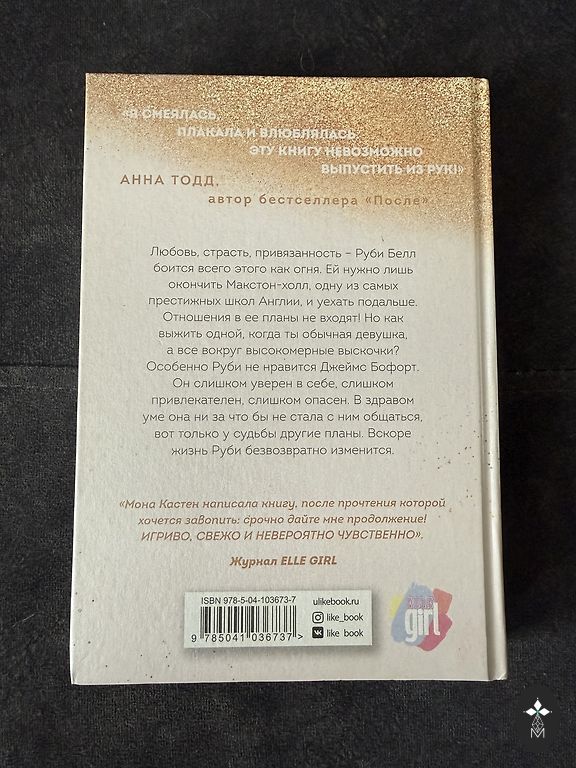 «Я СМЕЯЛАСЬ,
ПЛАКАЛА И ВЛЮБЛЯЛАСЬ.
ЭТУ КНИГУ НЕВОЗМОЖНО
ВЫПУСТИТЬ ИЗ РУК!»
АННА ТОДД,
автор бестселлера «После»
Любовь, страсть, привязанность – Руби Белл
боится всего этого как огня. Ей нужно лишь
окончить Макстон-холл, одну из самых
престижных школ Англии, и уехать подальше.
Отношения в ее планы не входят! Но как
выжить одной, когда ты обычная девушка,
а все вокруг высокомерные выскочки?
Особенно Руби не нравится Джеймс Бофорт.
Он слишком уверен в себе, слишком
привлекателен, слишком опасен. В здравом
уме она ни за что бы не стала с ним общаться,
вот только у судьбы другие планы. Вскоре
жизнь Руби безвозвратно изменится.
«Мона Кастен написала книгу, после прочтения которой
хочется завопить: срочно дайте мне продолжение!
ИГРИВО, СВЕЖО И НЕВЕРОЯТНО ЧУВСТВЕННО».
Журнал ELLE GIRL
ISBN 978-5-04-103673-7
9 785041 036737 >
ulikebook.ru
like_book
like book
girl
M